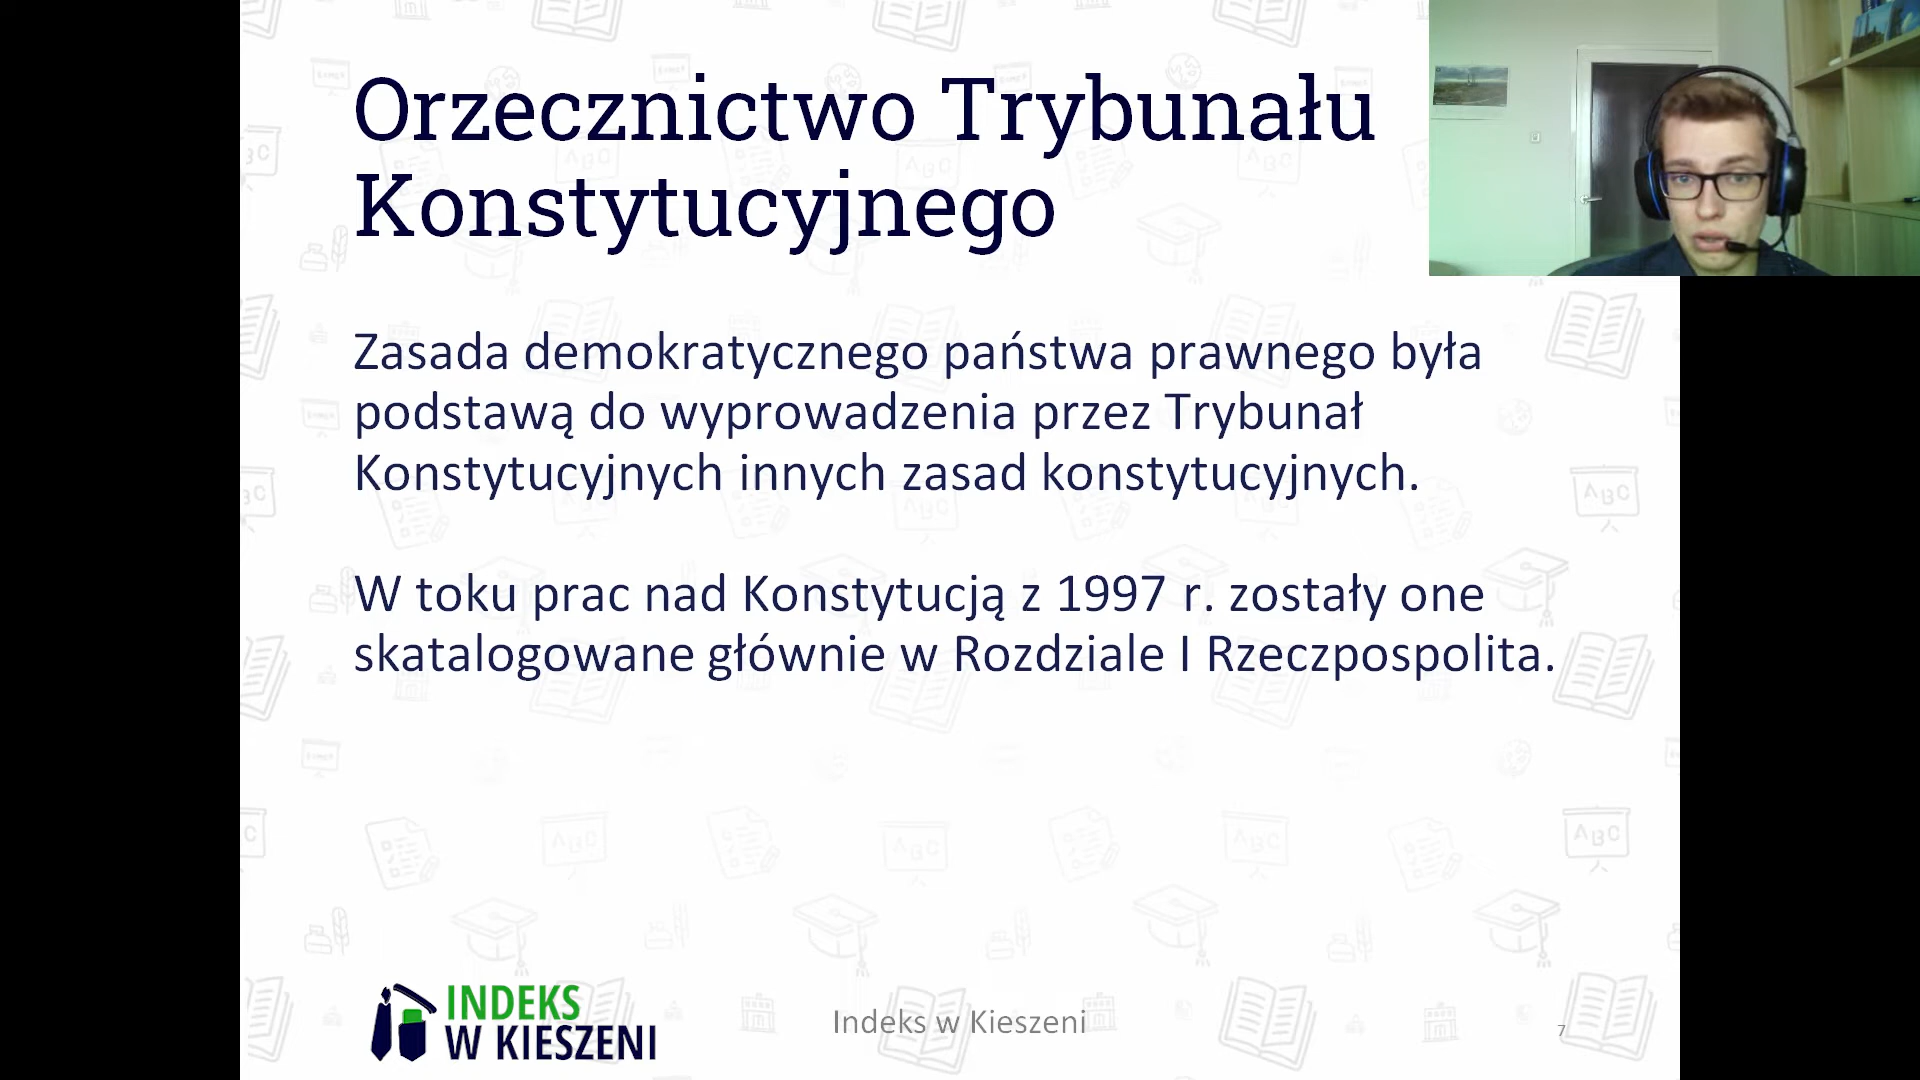 Orzecznictwo Trybunału
Konstytucyjnego
Zasada demokratycznego państwa prawnego była
podstawą do wyprowadzenia przez Trybunał
Konstytucyjnych innych zasad konstytucyjnych.
W toku prac nad Konstytucją z 1997 r. zostały one
skatalogowane głównie w Rozdziale I Rzeczpospolita.
INDEKS
W KIESZENI
Indeks w Kieszeni
7